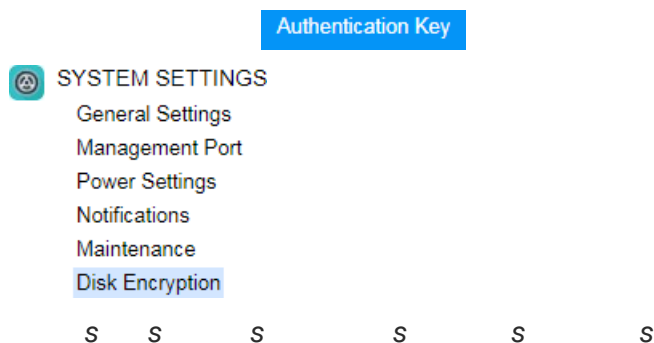 Authentication Key
SYSTEM SETTINGS
General Settings
Management Port
Power Settings
Notifications
Maintenance
Disk Encryption
s s s s s s